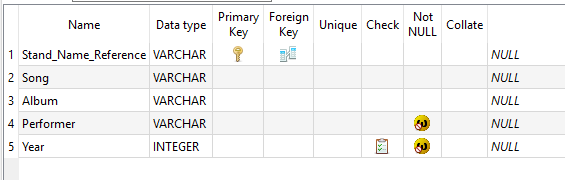 Name Data type Primary Key Foreign Key Unique Check Not NULL Collate
1 Stand_Name_Reference VARCHAR NULL
2 Song VARCHAR NULL
3 Album VARCHAR NULL
4 Performer VARCHAR NULL
5 Year INTEGER NULL